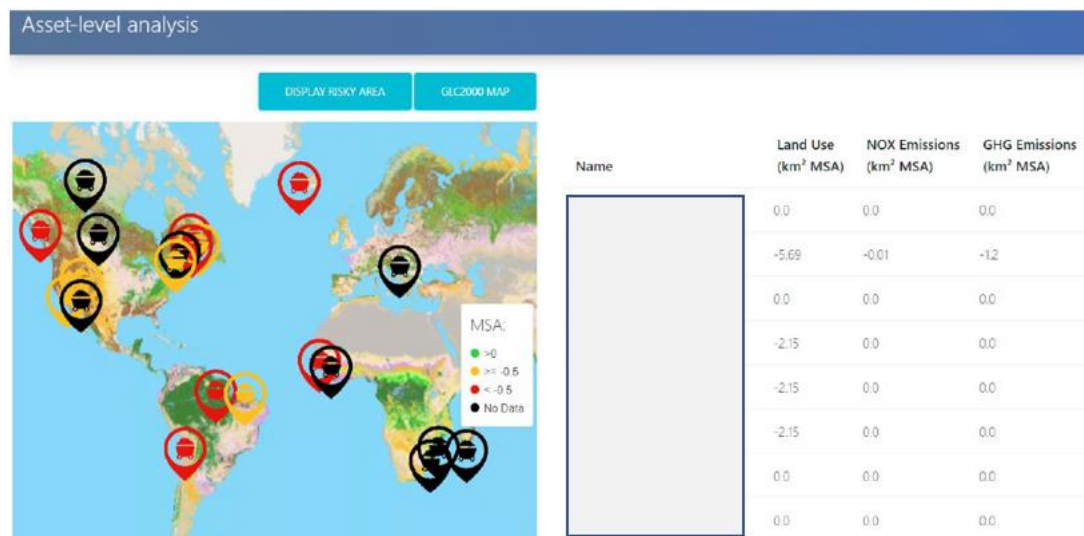 Asset-level analysis
DISPLAY RISKY AREA
GLC2000 MAP
MSA:
>0
>= -0.5
< -0.5
No Data
Name Land Use (km² MSA) NOX Emissions (km² MSA) GHG Emissions (km² MSA)
0.0 0.0 0.0
-5.69 -0.01 -1.2
0.0 0.0 0.0
-2.15 0.0 0.0
-2.15 0.0 0.0
-2.15 0.0 0.0
0.0 0.0 0.0
0.0 0.0 0.0